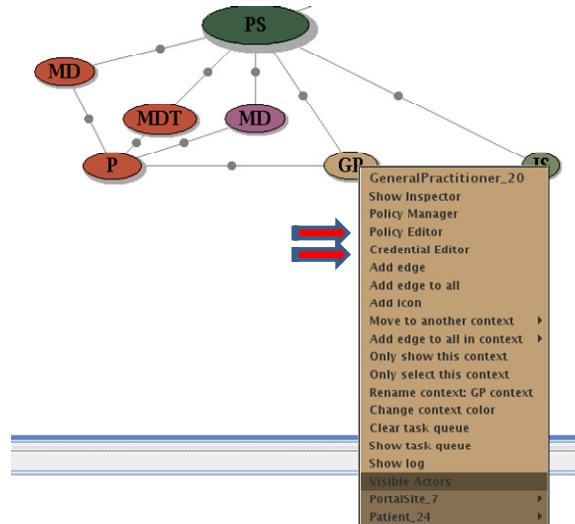 PS
MD
MDT
MD
P
GP
IS
GeneralPractitioner_20
Show Inspector
Policy Manager
Policy Editor
Credential Editor
Add edge
Add edge to all
Add icon
Move to another context
Add edge to all in context
Only show this context
Only select this context
Rename context: GP context
Change context color
Clear task queue
Show task queue
Show log
Visible Actors
PortalSite_7
Patient_24